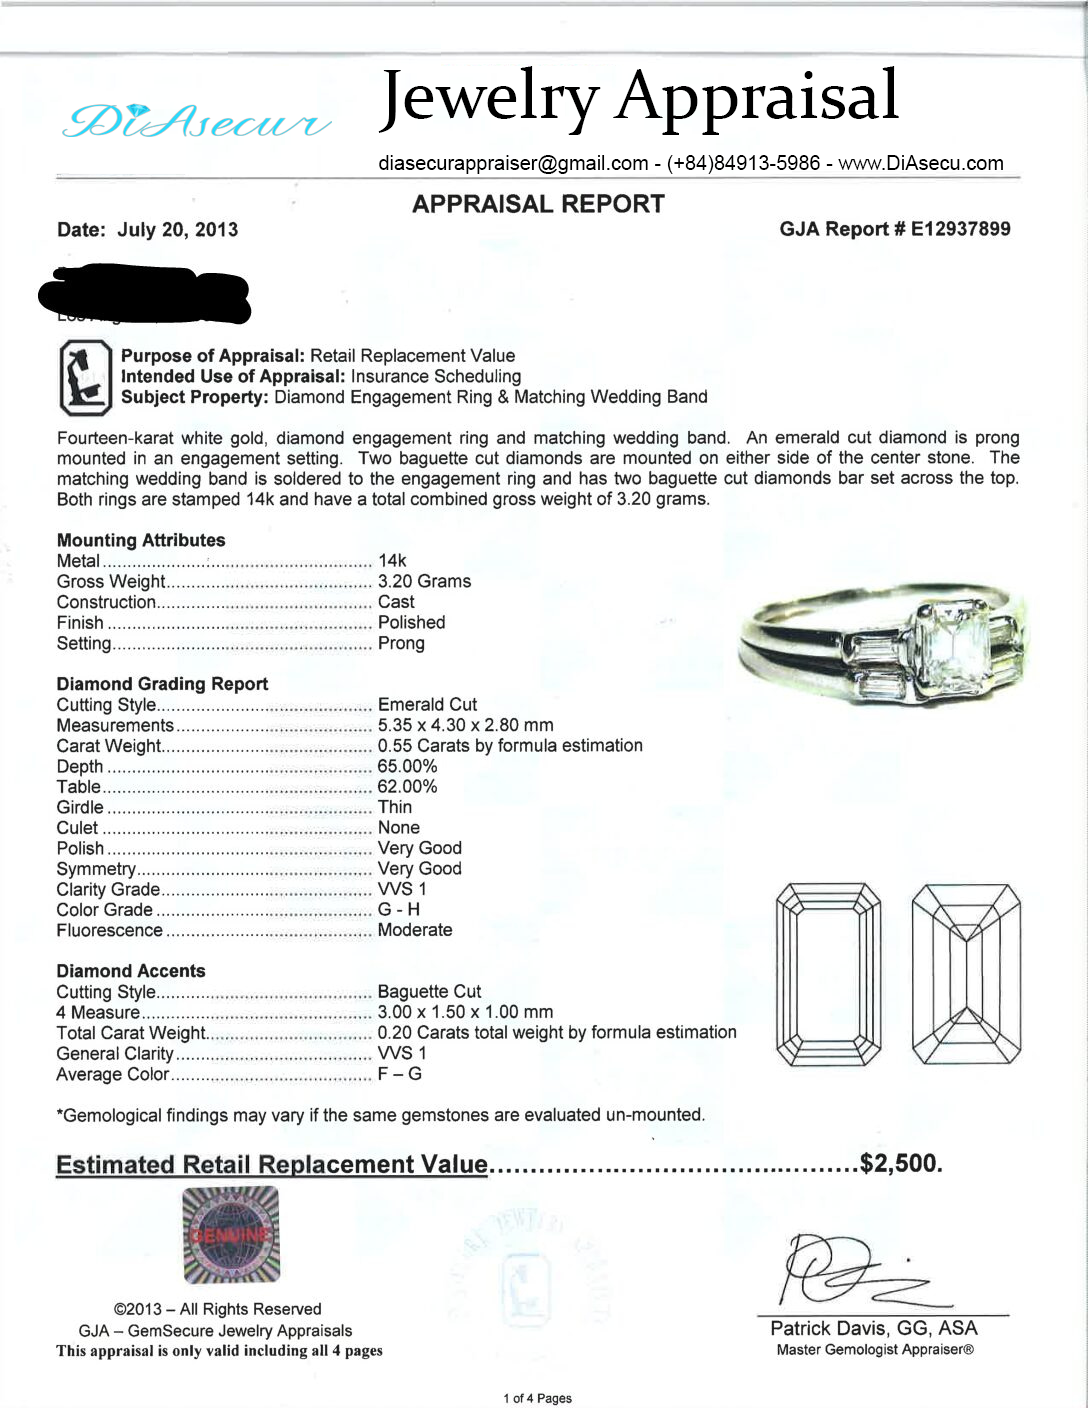 DiAsecur
Jewelry Appraisal
diasecurappraiser@gmail.com - (+84)84913-5986 - www.DiAsecu.com
APPRAISAL REPORT
Date: July 20, 2013
GJA Report # E12937899
Purpose of Appraisal: Retail Replacement Value
Intended Use of Appraisal: Insurance Scheduling
Subject Property: Diamond Engagement Ring & Matching Wedding Band
Fourteen-karat white gold, diamond engagement ring and matching wedding band. An emerald cut diamond is prong
mounted in an engagement setting. Two baguette cut diamonds are mounted on either side of the center stone. The
matching wedding band is soldered to the engagement ring and has two baguette cut diamonds bar set across the top.
Both rings are stamped 14k and have a total combined gross weight of 3.20 grams.
Mounting Attributes
Metal........ 14k
Gross Weight........ 3.20 Grams
Construction........ Cast
Finish........ Polished
Setting........ Prong
Diamond Grading Report
Cutting Style........ Emerald Cut
Measurements........ 5.35 x 4.30 x 2.80 mm
Carat Weight........ 0.55 Carats by formula estimation
Depth........ 65.00%
Table........ 62.00%
Girdle........ Thin
Culet........ None
Polish........ Very Good
Symmetry........ Very Good
Clarity Grade........ VVS 1
Color Grade........ G - H
Fluorescence........ Moderate
Diamond Accents
Cutting Style........ Baguette Cut
4 Measure........ 3.00 x 1.50 x 1.00 mm
Total Carat Weight........ 0.20 Carats total weight by formula estimation
General Clarity........ VVS 1
Average Color........ F – G
*Gemological findings may vary if the same gemstones are evaluated un-mounted.
Estimated Retail Replacement Value........ $2,500.
GENUINE
©2013 – All Rights Reserved
GJA – GemSecure Jewelry Appraisals
This appraisal is only valid including all 4 pages
Patrick Davis, GG, ASA
Master Gemologist Appraiser®
1 of 4 Pages